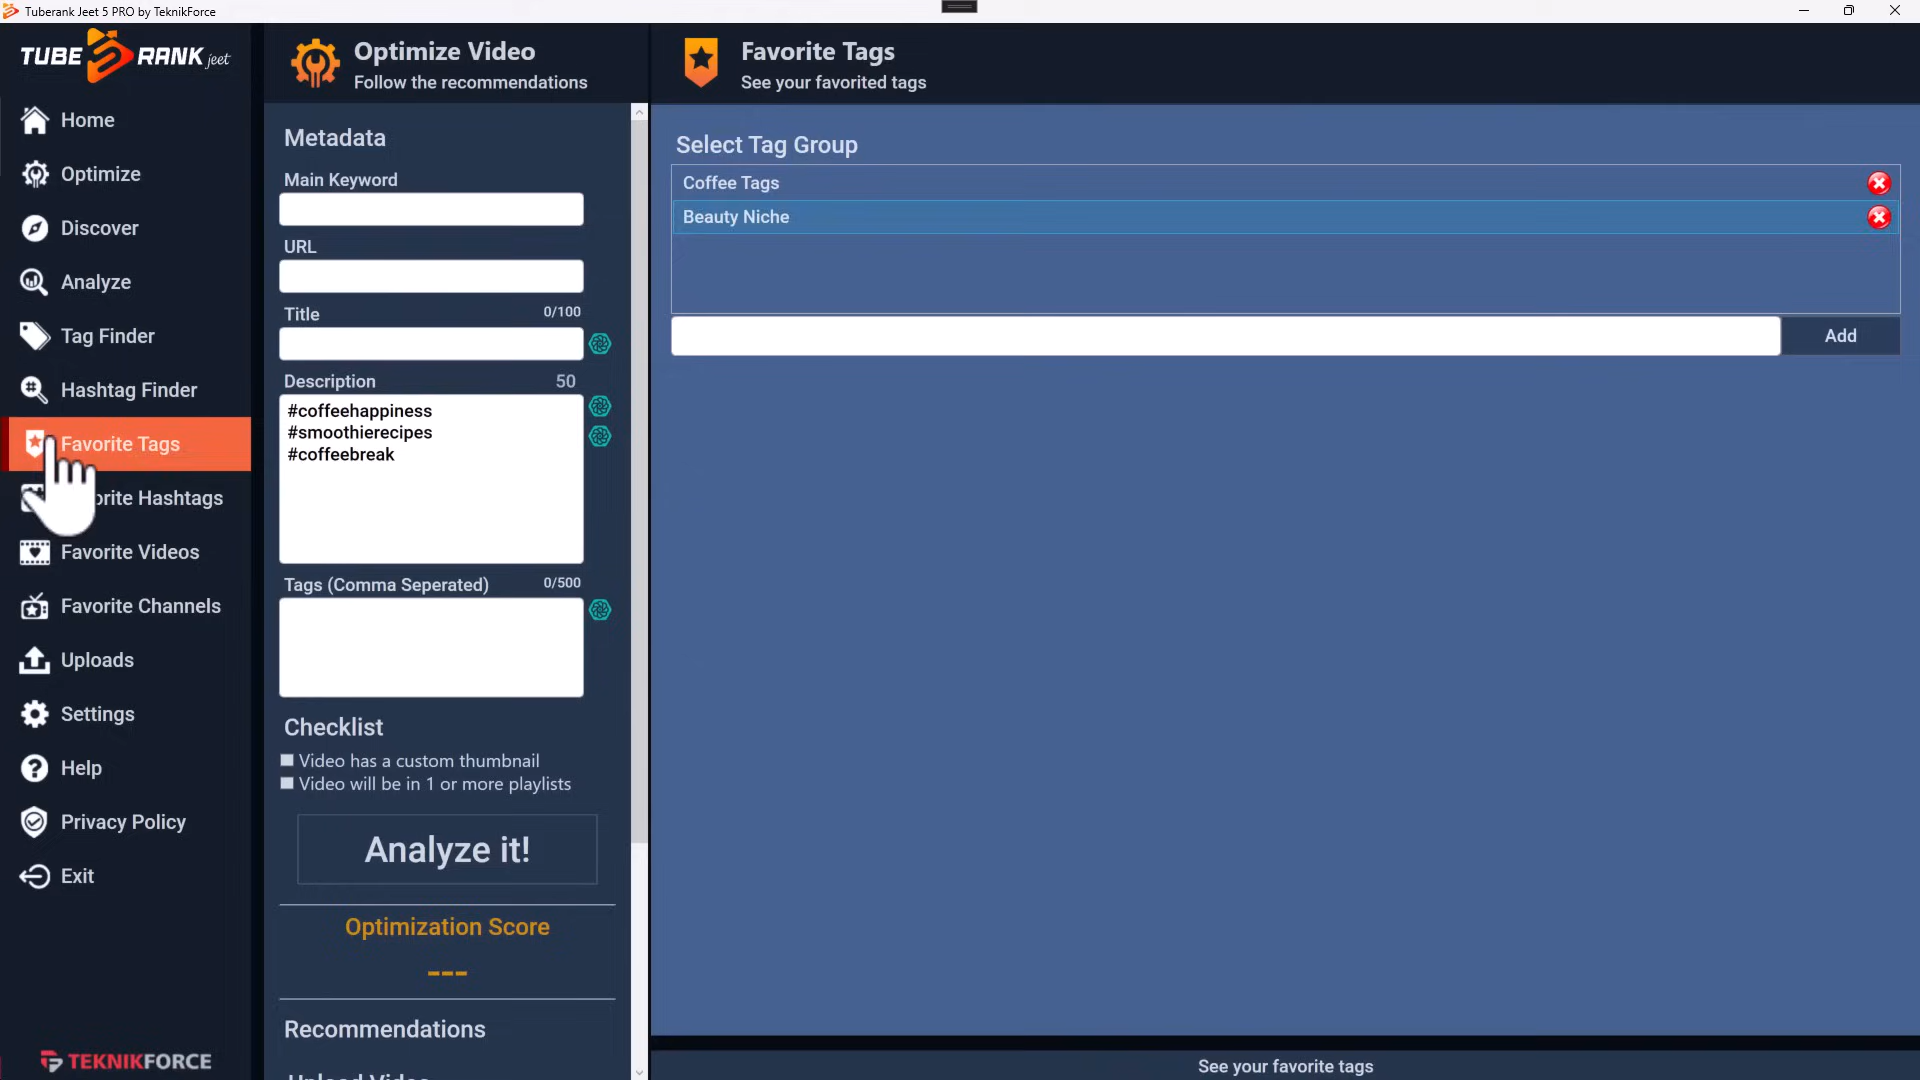 Tuberank Jeet 5 PRO by TeknikForce
TUBE RANK jeet
Home
Optimize
Discover
Analyze
Tag Finder
Hashtag Finder
Favorite Tags
orite Hashtags
Favorite Videos
Favorite Channels
Uploads
Settings
Help
Privacy Policy
Exit
TEKNIKFORCE
Optimize Video
Follow the recommendations
Metadata
Main Keyword
URL
Title 0/100
Description 50
#coffeehappiness
#smoothierecipes
#coffeebreak
Tags (Comma Seperated) 0/500
Checklist
Video has a custom thumbnail
Video will be in 1 or more playlists
Analyze it!
Optimization Score
---
Recommendations
Upload Video
Favorite Tags
See your favorited tags
Select Tag Group
Coffee Tags
Beauty Niche
Add
See your favorite tags